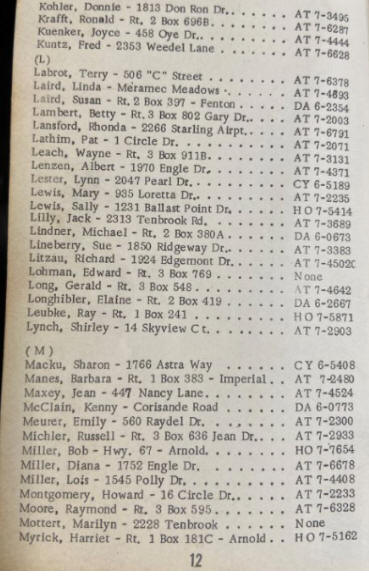 Kohler, Donnie - 1813 Don Ron Dr. . . . . . . AT 7-3495
Krafft, Ronald - Rt. 2 Box 696B. . . . . . . . AT 7-6287
Kuenker, Joyce - 458 Oye Dr. . . . . . . . . . AT 7-4444
Kuntz, Fred - 2353 Weedel Lane . . . . . . . AT 7-6628
(L)
Labrot, Terry - 506 "C" Street . . . . . . . . AT 7-6378
Laird, Linda - Meramec Meadows . . . . . . . AT 7-4893
Laird, Susan - Rt. 2 Box 397 - Fenton . . . . DA 6-2354
Lambert, Betty - Rt. 3 Box 802 Gary Dr. . . . AT 7-2003
Lansford, Rhonda - 2266 Starling Airpt. . . . AT 7-6791
Lathim, Pat - 1 Circle Dr. . . . . . . . . . . AT 7-2071
Leach, Wayne - Rt. 3 Box 911B. . . . . . . . AT 7-3131
Lenzen, Albert - 1970 Engle Dr. . . . . . . . AT 7-4371
Lester, Lynn - 2047 Pearl Dr. . . . . . . . . CY 6-5189
Lewis, Mary - 935 Loretta Dr. . . . . . . . . AT 7-2235
Lewis, Sally - 1231 Ballast Point Dr. . . . . HO 7-5414
Lilly, Jack - 2313 Tenbrook Rd. . . . . . . . AT 7-3689
Lindner, Michael - Rt. 2 Box 380A . . . . . . DA 6-0673
Lineberry, Sue - 1850 Ridgeway Dr. . . . . . AT 7-3383
Litzau, Richard - 1924 Edgemont Dr. . . . . . AT 7-4502
Lohman, Edward - Rt. 3 Box 769 . . . . . . . None
Long, Gerald - Rt. 3 Box 548 . . . . . . . . . AT 7-4642
Longhibler, Elaine - Rt. 2 Box 419 . . . . . . DA 6-2667
Leubke, Ray - Rt. 1 Box 241 . . . . . . . . . HO 7-5871
Lynch, Shirley - 14 Skyview Ct. . . . . . . . AT 7-2903
(M)
Macku, Sharon - 1766 Astra Way . . . . . . . CY 6-5408
Manes, Barbara - Rt. 1 Box 383 - Imperial . . AT 7-2480
Maxey, Jean - 447 Nancy Lane. . . . . . . . . AT 7-4524
McClain, Kenny - Corisande Road . . . . . . . DA 6-0773
Meurer, Emily - 560 Raydel Dr. . . . . . . . . AT 7-2300
Michler, Russell - Rt. 3 Box 636 Jean Dr. . . . AT 7-2933
Miller, Bob - Hwy. 67 - Arnold. . . . . . . . . HO 7-7654
Miller, Diana - 1752 Engle Dr. . . . . . . . . AT 7-6678
Miller, Lois - 1545 Polly Dr. . . . . . . . . . AT 7-4408
Montgomery, Howard - 16 Circle Dr. . . . . . AT 7-2233
Moore, Raymond - Rt. 3 Box 595. . . . . . . . AT 7-6328
Mottert, Marilyn - 2228 Tenbrook . . . . . . . None
Myrick, Harriet - Rt. 1 Box 181C - Arnold . . HO 7-5162
12